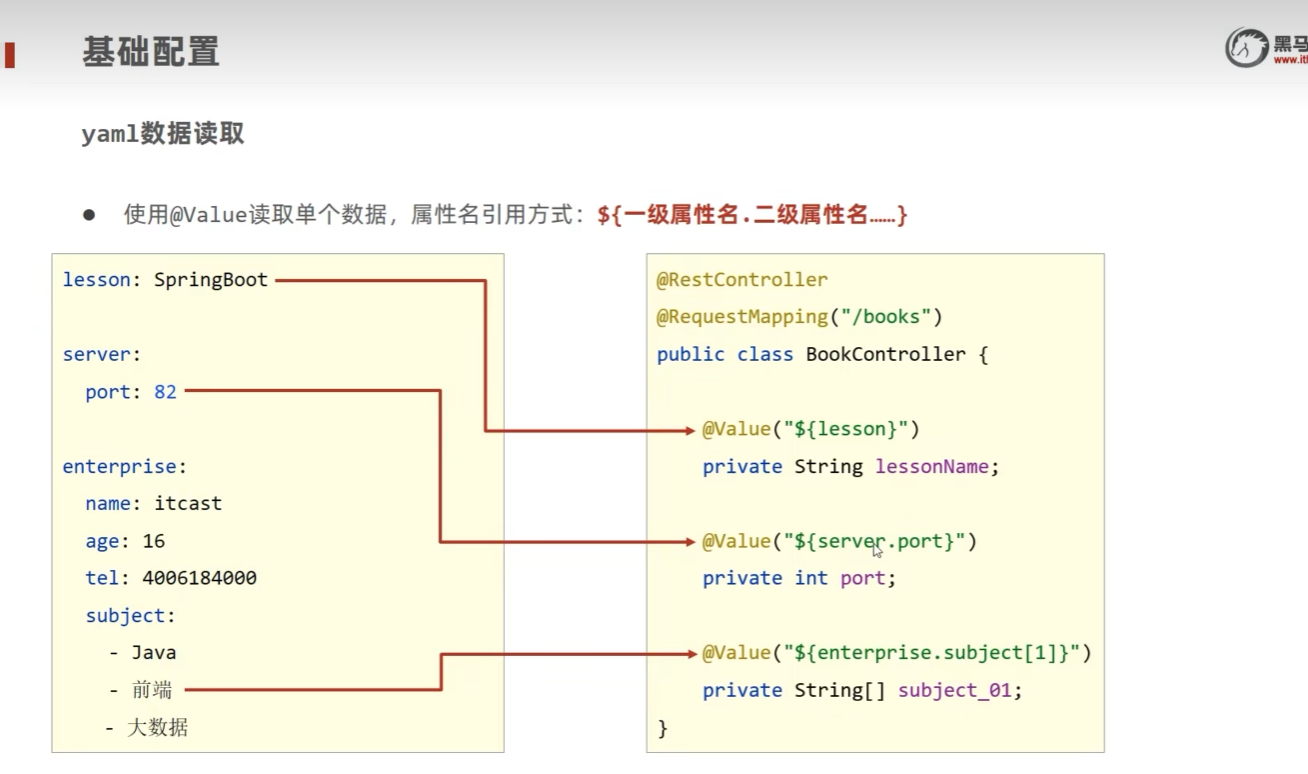 基础配置
黑马
www.it
yaml数据读取
● 使用@Value读取单个数据，属性名引用方式：${一级属性名.二级属性名……}
lesson: SpringBoot
server:
port: 82
enterprise:
name: itcast
age: 16
tel: 4006184000
subject:
- Java
- 前端
- 大数据
@RestController
@RequestMapping("/books")
public class BookController {
@Value("${lesson}")
private String lessonName;
@Value("${server.port}")
private int port;
@Value("${enterprise.subject[1]}")
private String[] subject_01;
}